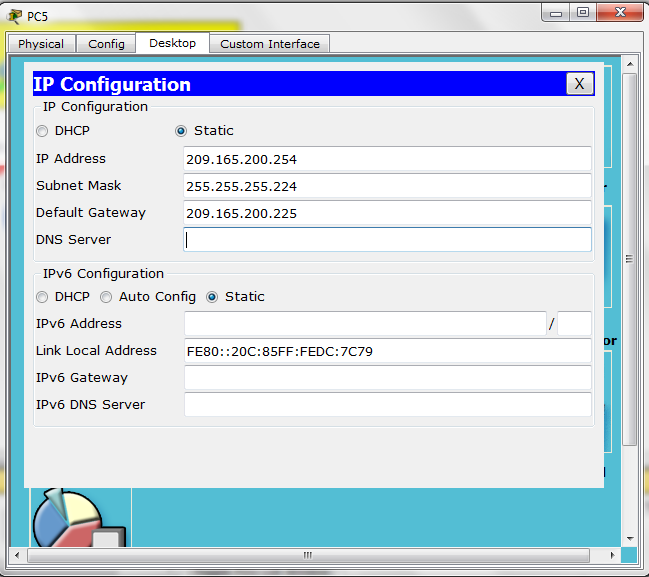 PC5
Physical Config Desktop Custom Interface
IP Configuration X
IP Configuration
DHCP Static
IP Address 209.165.200.254
Subnet Mask 255.255.255.224
Default Gateway 209.165.200.225
DNS Server
IPv6 Configuration
DHCP Auto Config Static
IPv6 Address /
Link Local Address FE80::20C:85FF:FEDC:7C79
IPv6 Gateway
IPv6 DNS Server
or